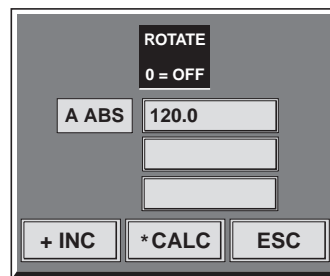 ROTATE
0 = OFF
A ABS 120.0
+ INC *CALC ESC